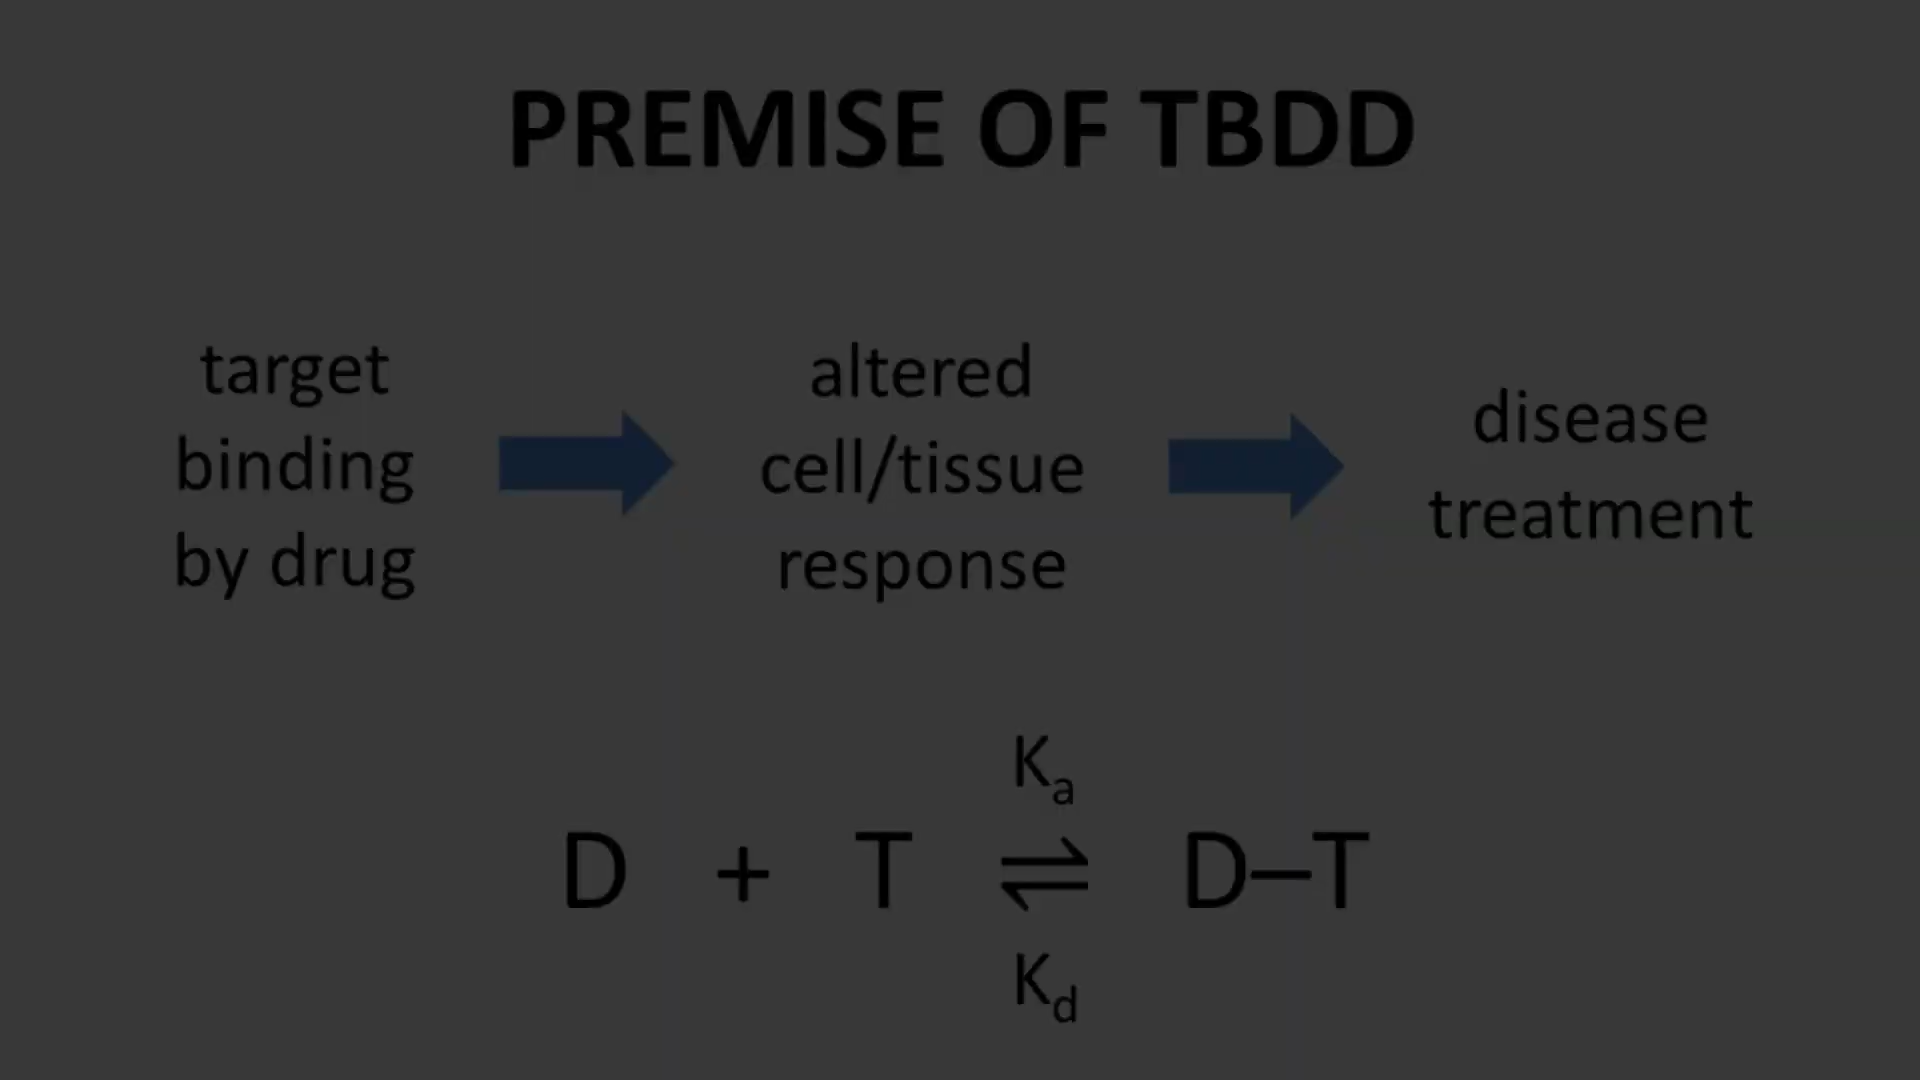 PREMISE OF TBDD
target
binding
by drug
altered
cell/tissue
response
disease
treatment
Ka
D + T ⇌ D–T
Kd